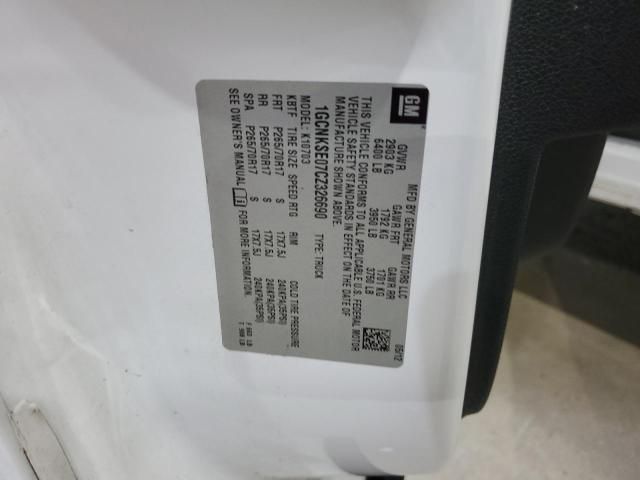 GM
MFD BY GENERAL MOTORS LLC 05/12
GVWR GAWR FRT GAWR RR
2903 KG 1792 KG 1701 KG
6400 LB 3950 LB 3750 LB
THIS VEHICLE CONFORMS TO ALL APPLICABLE U.S. FEDERAL MOTOR
VEHICLE SAFETY STANDARDS IN EFFECT ON THE DATE OF
MANUFACTURE SHOWN ABOVE.
1GCNKSE07CZ326690 TYPE: TRUCK
MODEL: K10703
KBTF TIRE SIZE SPEED RTG RIM COLD TIRE PRESSURE
FRT P265/70R17 S 17X7.5J 240KPA(35PSI)
RR P265/70R17 S 17X7.5J 240KPA(35PSI)
SPA P265/70R17 S 17X7.5J 240KPA(35PSI)
SEE OWNER'S MANUAL FOR MORE INFORMATION.